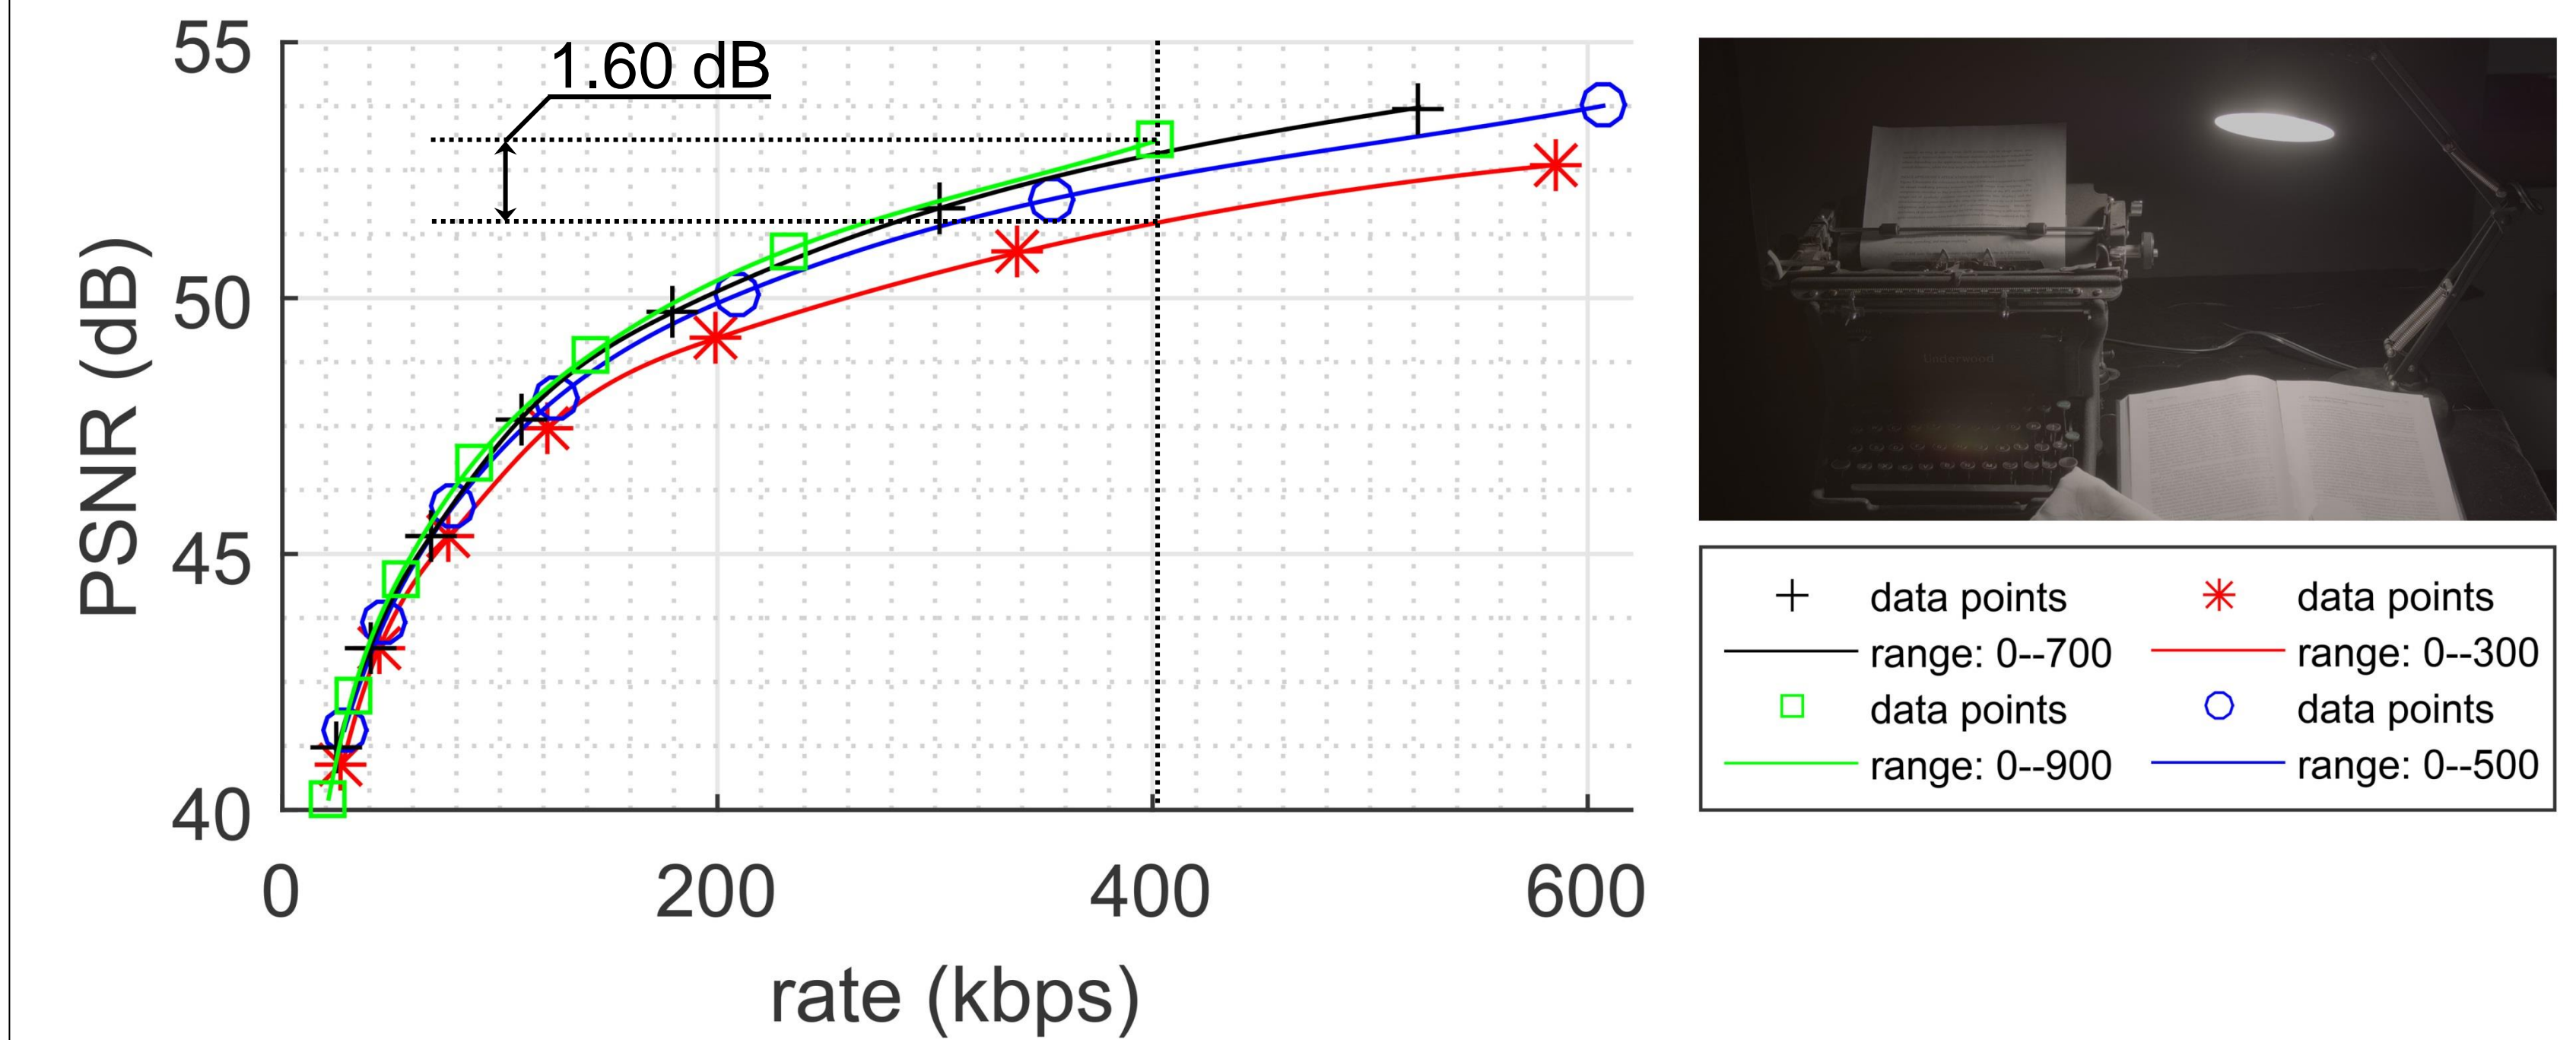 55
50
45
40
PSNR (dB)
1.60 dB
0 200 400 600
rate (kbps)
Underwood
data points data points
range: 0--700 range: 0--300
data points data points
range: 0--900 range: 0--500